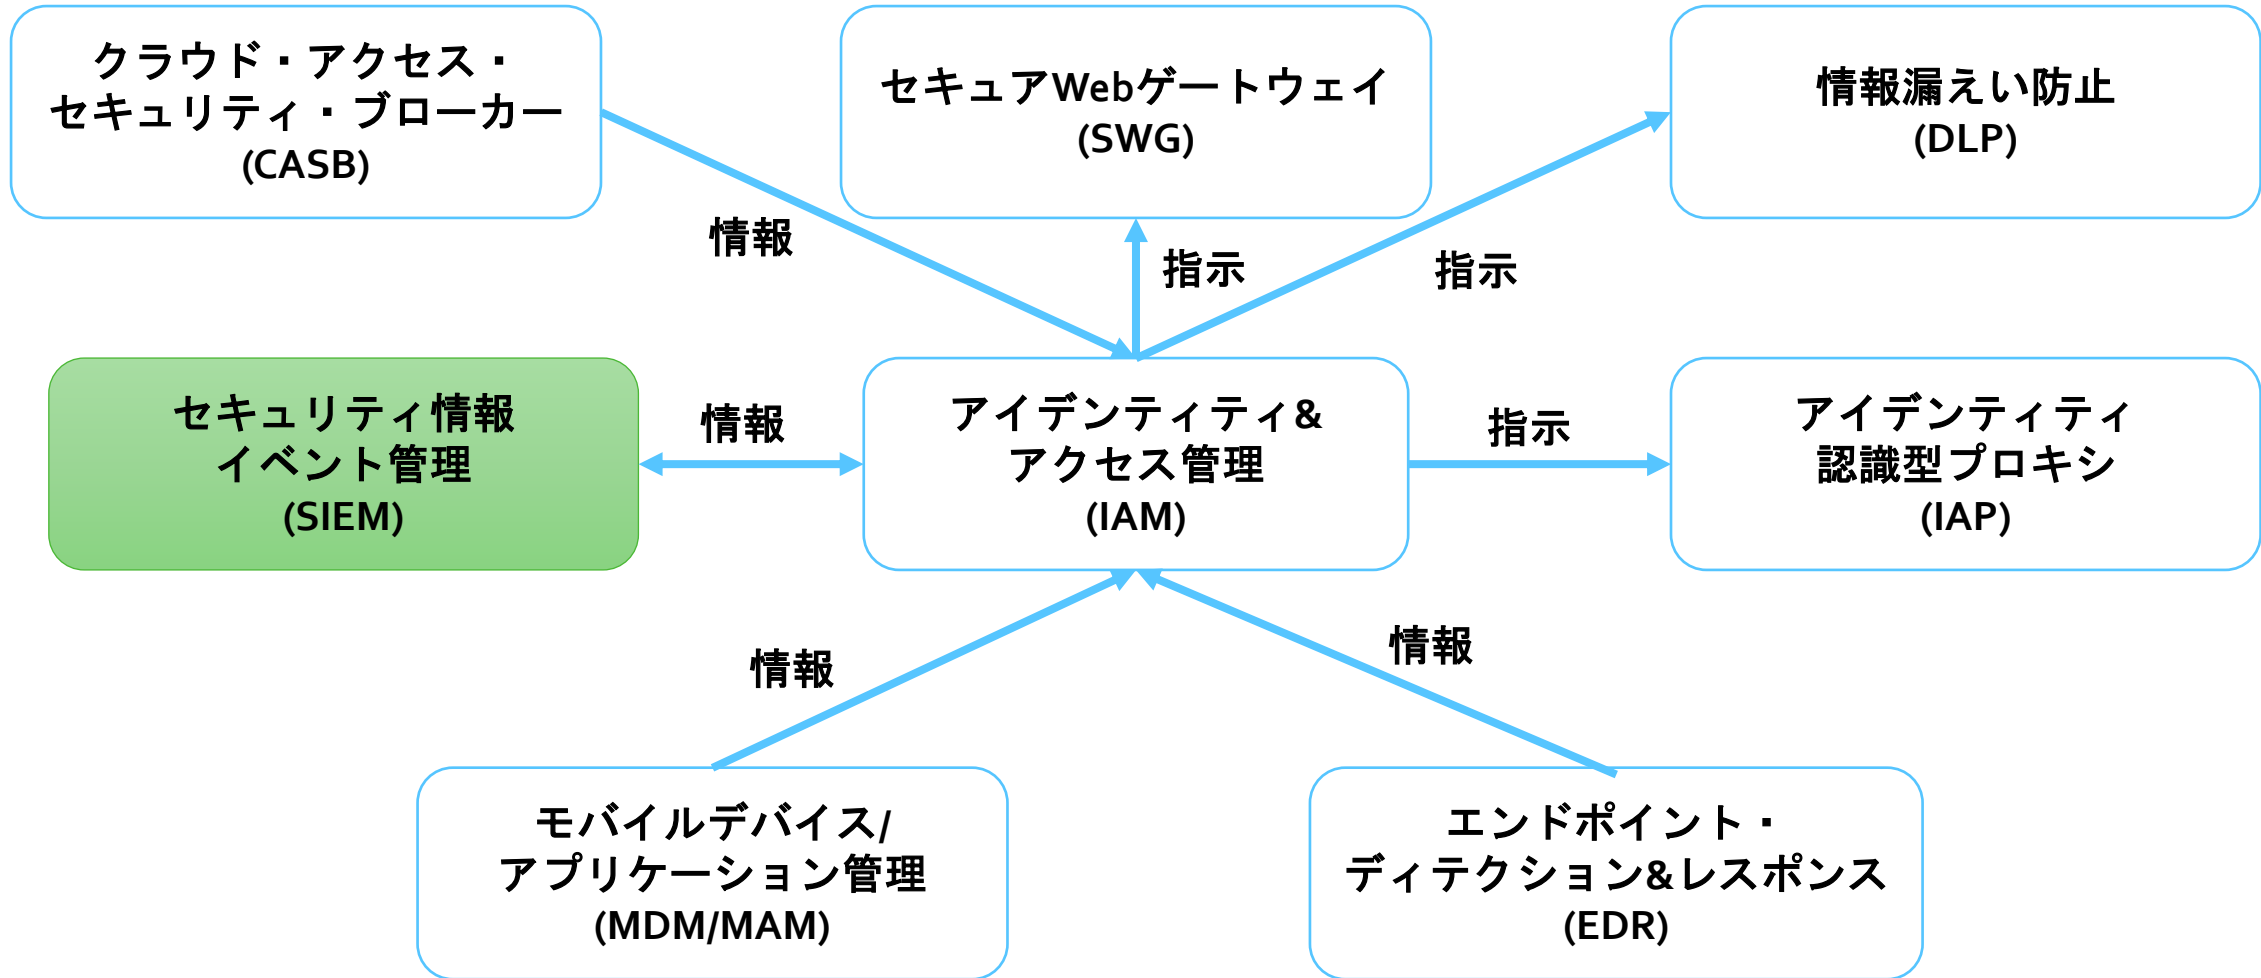 クラウド・アクセス・
セキュリティ・ブローカー
(CASB)
セキュアWebゲートウェイ
(SWG)
情報漏えい防止
(DLP)
情報
指示
指示
セキュリティ情報
イベント管理
(SIEM)
情報
アイデンティティ&
アクセス管理
(IAM)
指示
アイデンティティ
認識型プロキシ
(IAP)
情報
情報
モバイルデバイス/
アプリケーション管理
(MDM/MAM)
エンドポイント・
ディテクション&レスポンス
(EDR)